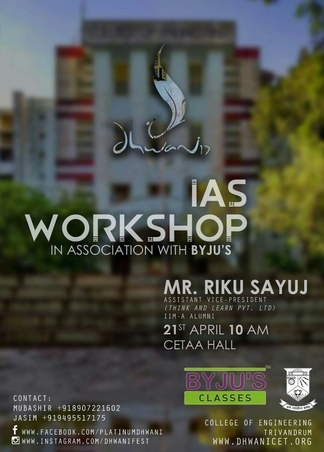 dhwani17
IAS
WORKSHOP
IN ASSOCIATION WITH BYJU'S
MR. RIKU SAYUJ
ASSISTANT VICE-PRESIDENT
(THINK AND LEARN PVT. LTD)
IIM-A ALUMNI
21ST APRIL 10 AM
CETAA HALL
BYJU'S
CLASSES
CONTACT:
MUBASHIR +918907221602
JASIM +919495517175
WWW.FACEBOOK.COM/PLATINUMDHWANI
WWW.INSTAGRAM.COM/DHWANIFEST
COLLEGE OF ENGINEERING
TRIVANDRUM
WWW.DHWANICET.ORG